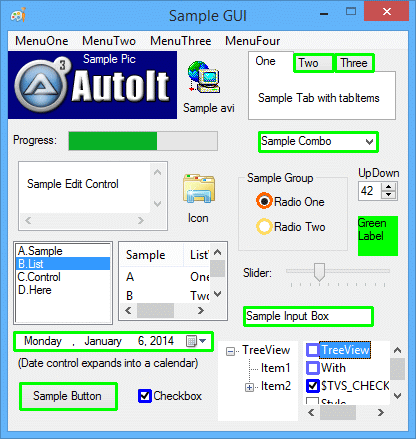 Sample GUI
MenuOne MenuTwo MenuThree MenuFour
Sample Pic
3
A AutoIt
Sample avi
One Two Three
Sample Tab with tabItems
Progress:
Sample Combo
Sample Edit Control
Icon
Sample Group
Radio One
Radio Two
UpDown
42
Green
Label
A.Sample
B.List
C.Control
D.Here
Sample List
A One
B Two
Slider:
Sample Input Box
Monday , January 6, 2014
(Date control expands into a calendar)
TreeView
Item1
Item2
TreeView
With
$TVS_CHECK
Style
Sample Button
Checkbox